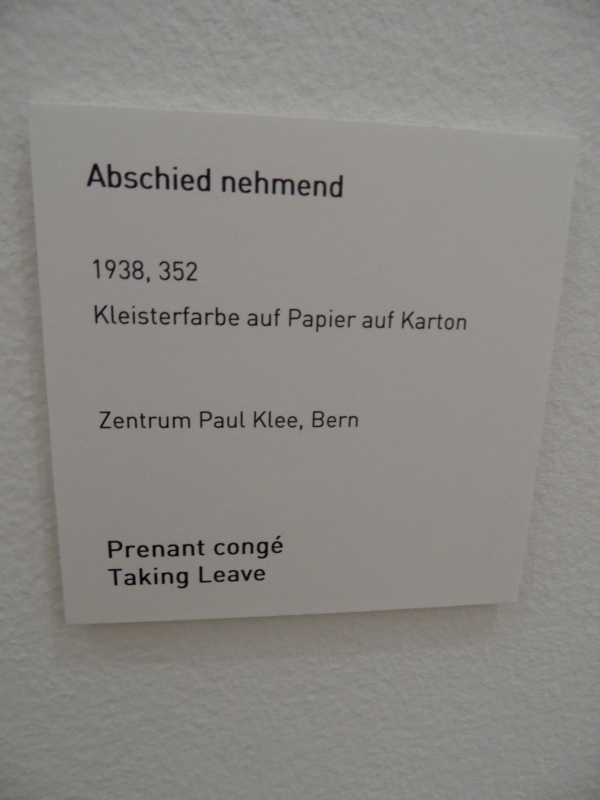 Abschied nehmend
1938, 352
Kleisterfarbe auf Papier auf Karton
Zentrum Paul Klee, Bern
Prenant congé
Taking Leave